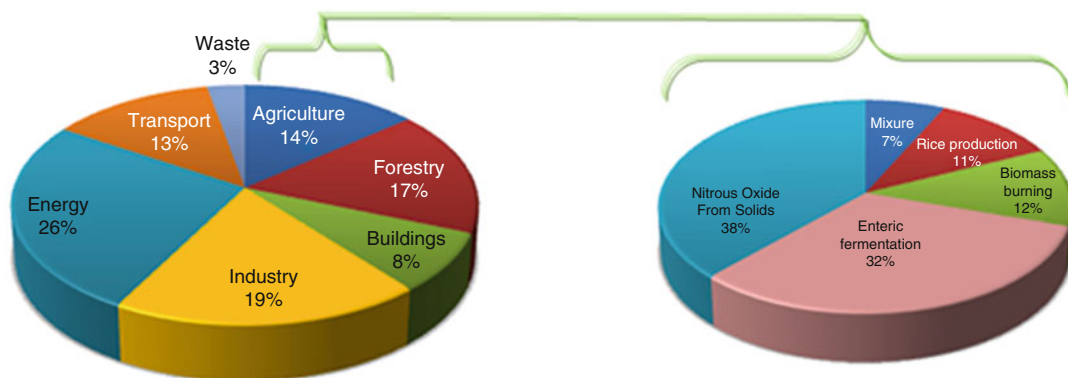 Waste
3%
Agriculture
14%
Transport
13%
Forestry
17%
Energy
26%
Buildings
8%
Industry
19%
Mixure
7%
Rice production
11%
Biomass
burning
12%
Nitrous Oxide
From Solids
38%
Enteric
fermentation
32%